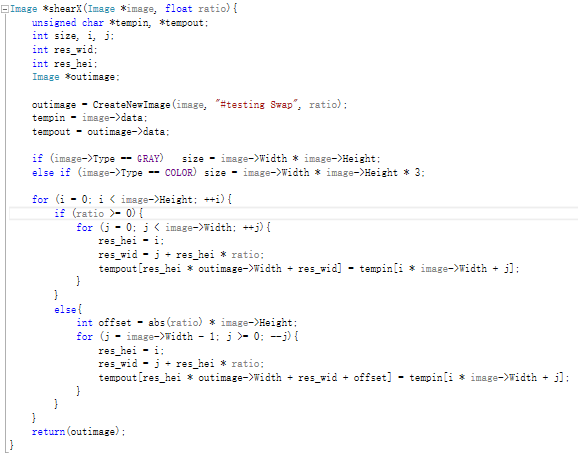 Image *shearX(Image *image, float ratio){
unsigned char *tempin, *tempout;
int size, i, j;
int res_wid;
int res_hei;
Image *outimage;
outimage = CreateNewImage(image, "#testing Swap", ratio);
tempin = image->data;
tempout = outimage->data;
if (image->Type == GRAY)   size = image->Width * image->Height;
else if (image->Type == COLOR) size = image->Width * image->Height * 3;
for (i = 0; i < image->Height; ++i){
if (ratio >= 0){
for (j = 0; j < image->Width; ++j){
res_hei = i;
res_wid = j + res_hei * ratio;
tempout[res_hei * outimage->Width + res_wid] = tempin[i * image->Width + j];
}
}
else{
int offset = abs(ratio) * image->Height;
for (j = image->Width - 1; j >= 0; --j){
res_hei = i;
res_wid = j + res_hei * ratio;
tempout[res_hei * outimage->Width + res_wid + offset] = tempin[i * image->Width + j];
}
}
}
return(outimage);
}